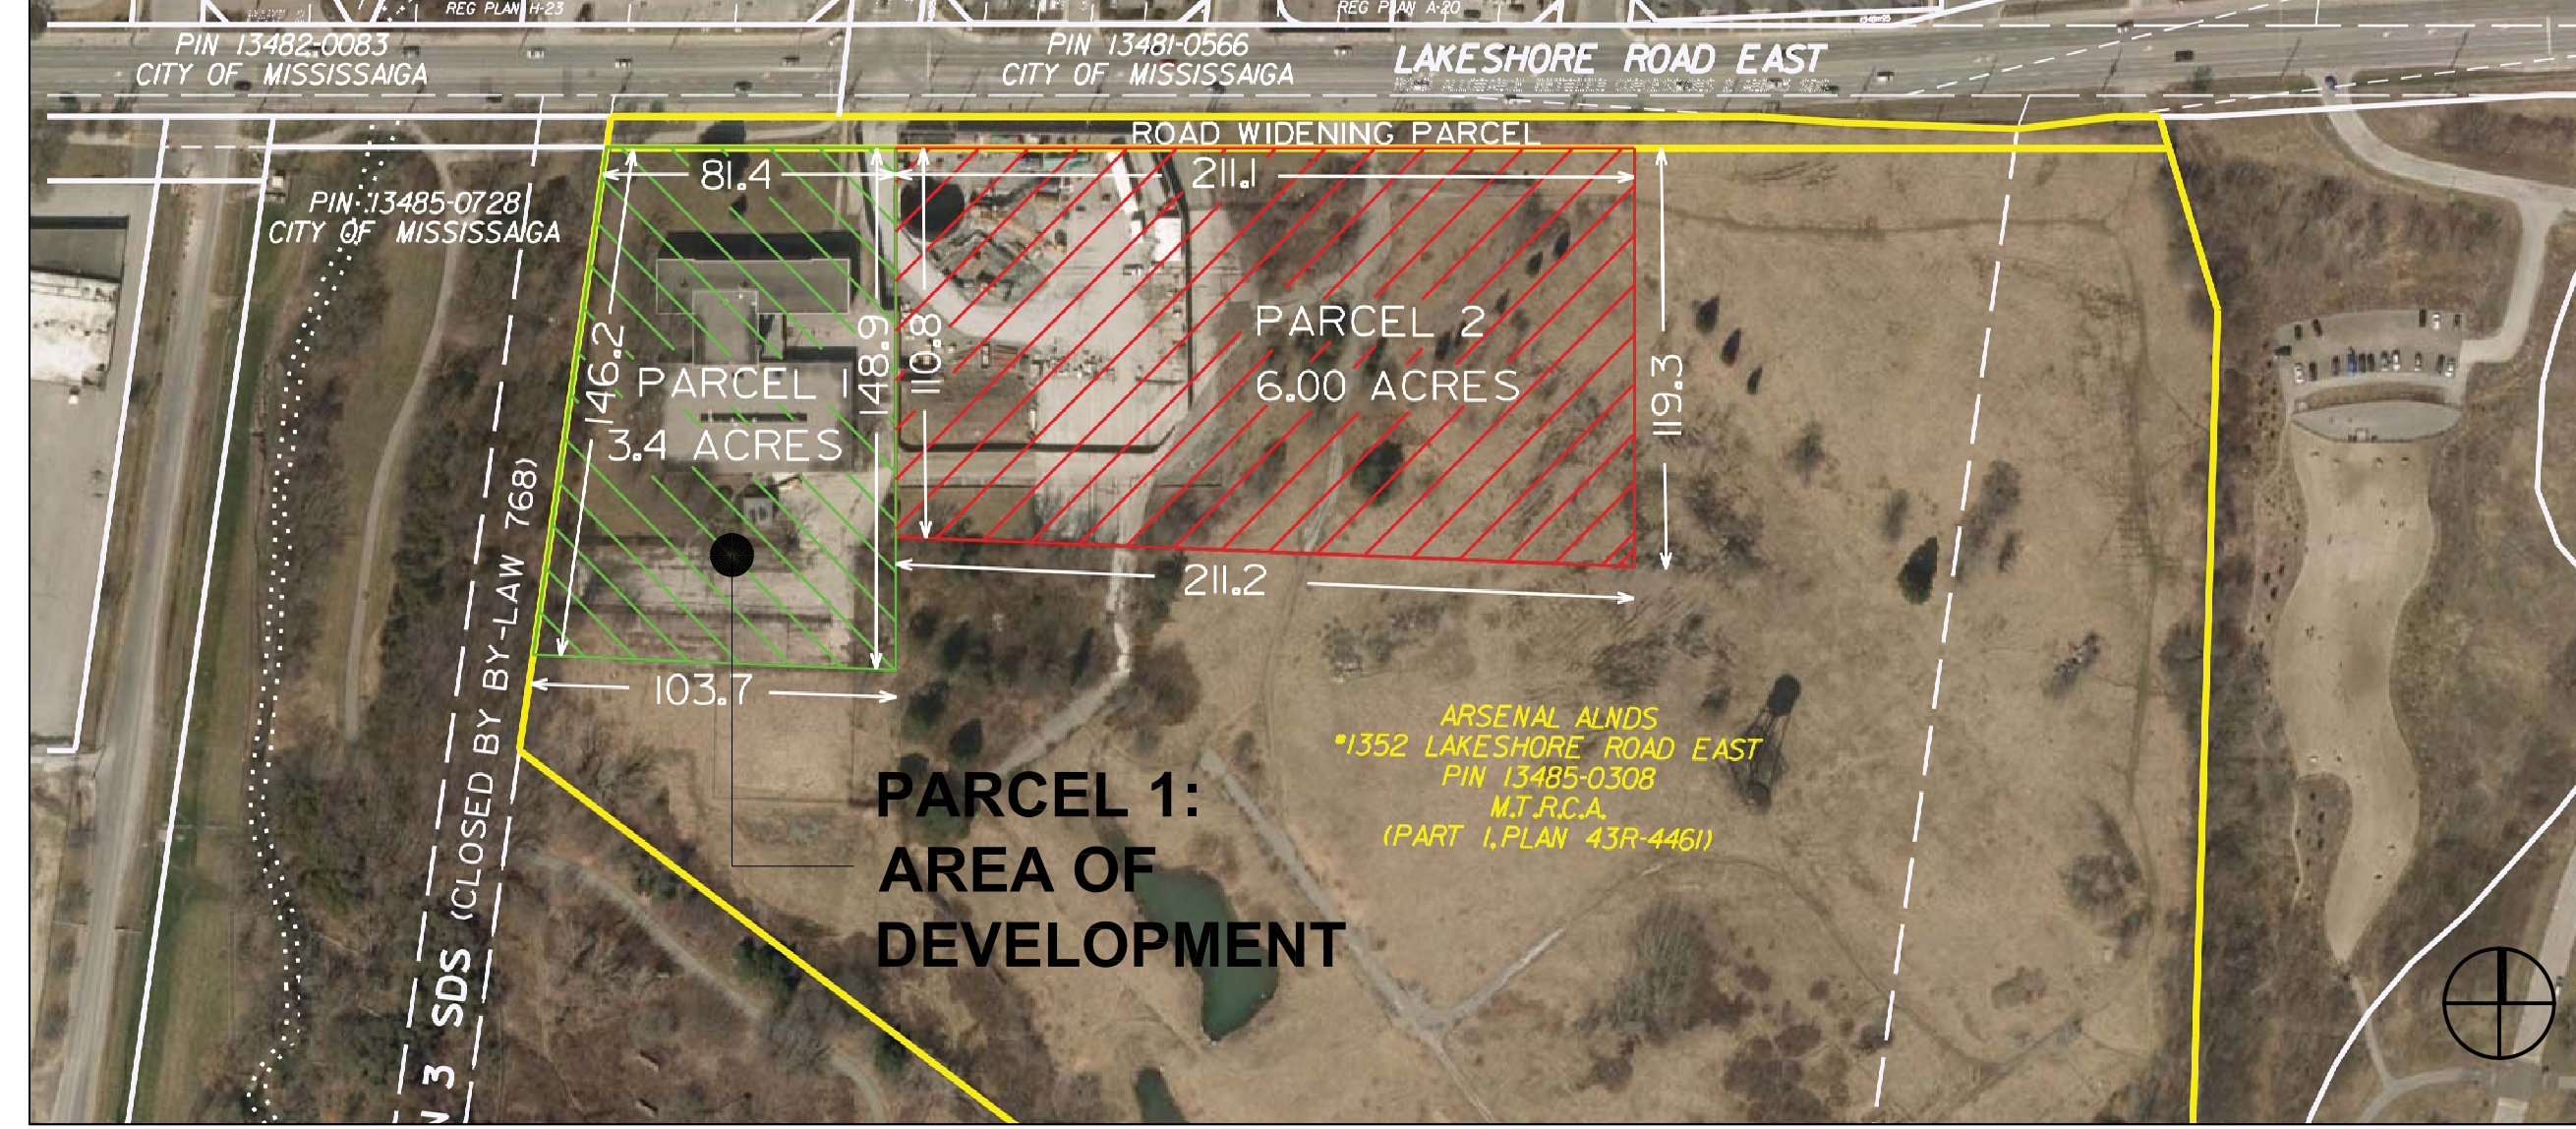 REG PLAN H-23
REG PLAN A-20
PIN 13482-0083
CITY OF MISSISSAIGA
PIN 13481-0566
CITY OF MISSISSAIGA
LAKESHORE ROAD EAST
ROAD WIDENING PARCEL
81.4
211.1
PIN 13485-0728
CITY OF MISSISSAIGA
146.2
148.9
110.8
119.3
PARCEL 1
3.4 ACRES
PARCEL 2
6.00 ACRES
211.2
103.7
3 SDS (CLOSED BY BY-LAW 768)
ARSENAL ALNDS
#1352 LAKESHORE ROAD EAST
PIN 13485-0308
M.T.R.C.A.
(PART 1, PLAN 43R-4461)
PARCEL 1:
AREA OF
DEVELOPMENT